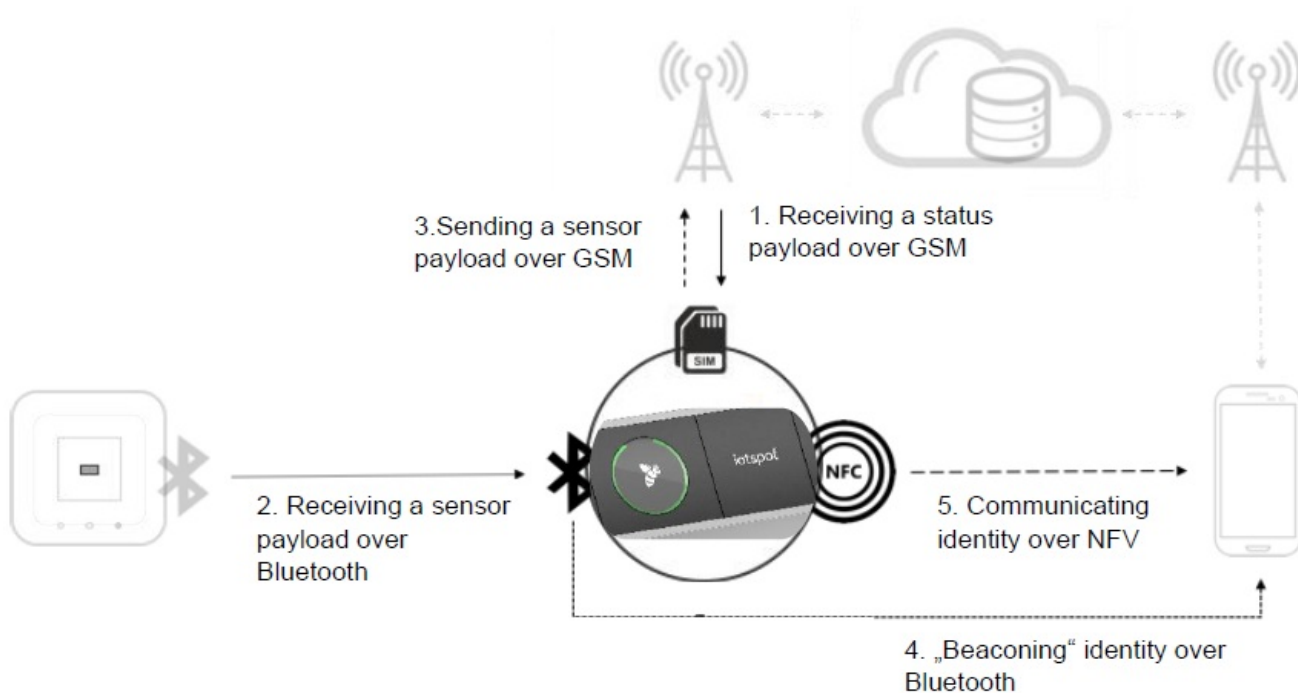 3.Sending a sensor
payload over GSM
1. Receiving a status
payload over GSM
SIM
iotspot
NFC
2. Receiving a sensor
payload over
Bluetooth
5. Communicating
identity over NFV
4. „Beaconing“ identity over
Bluetooth